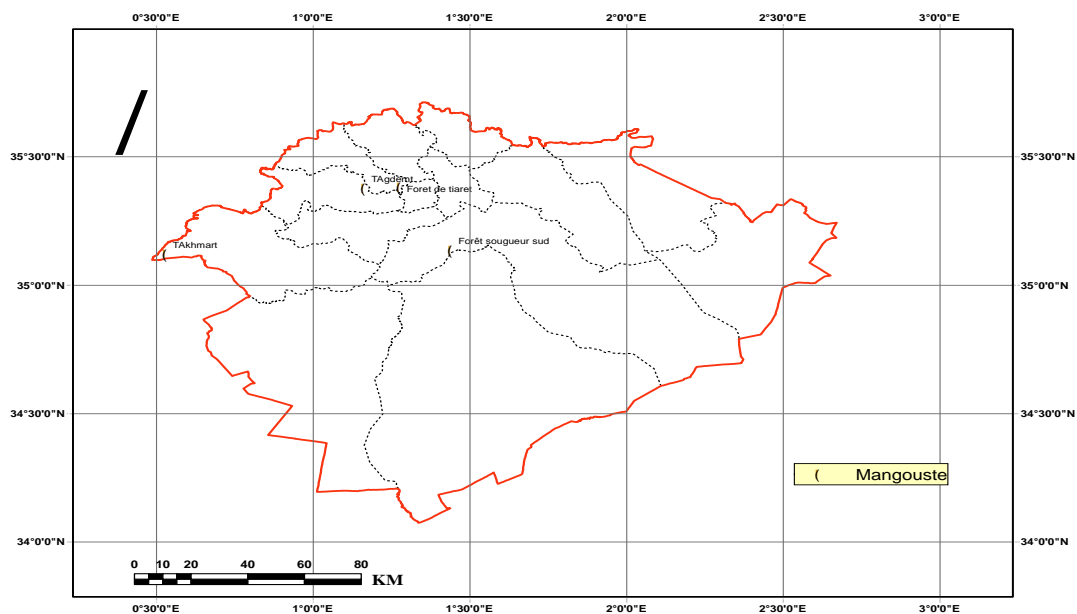 0°30'0"E 1°0'0"E 1°30'0"E 2°0'0"E 2°30'0"E 3°0'0"E
35°30'0"N 35°30'0"N
TAgdemt
Foret de tiaret
TAkhmart
Forêt sougueur sud
35°0'0"N 35°0'0"N
34°30'0"N 34°30'0"N
( Mangouste
34°0'0"N 34°0'0"N
0 10 20 40 60 80
KM
0°30'0"E 1°0'0"E 1°30'0"E 2°0'0"E 2°30'0"E 3°0'0"E